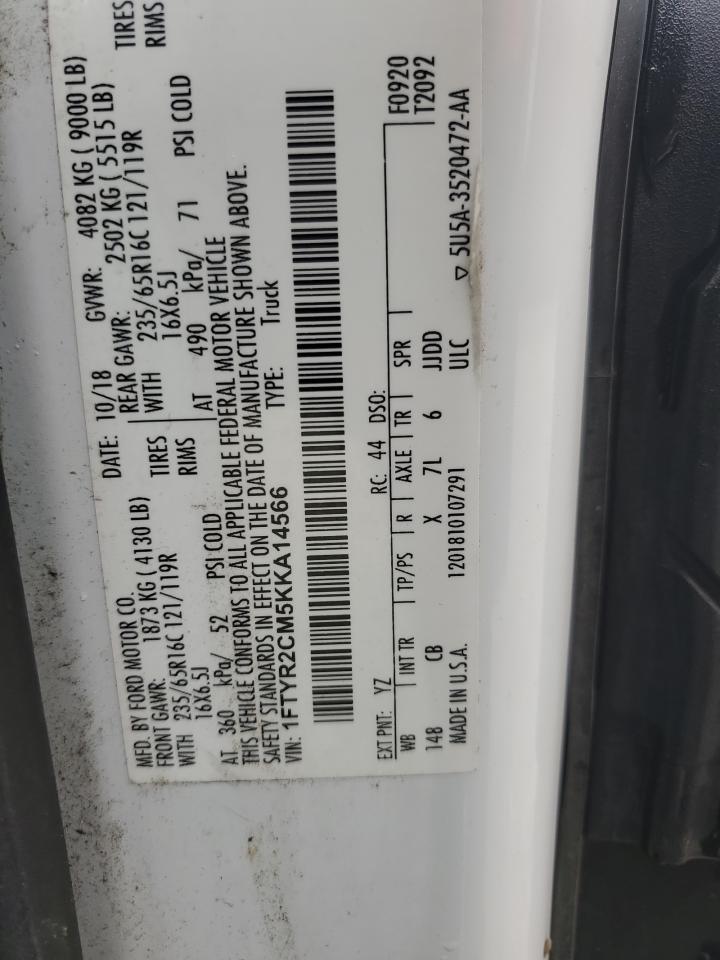 MFD. BY FORD MOTOR CO. DATE: 10/18 GVWR: 4082 KG ( 9000 LB)
FRONT GAWR: 1873 KG ( 4130 LB) REAR GAWR: 2502 KG ( 5515 LB)
WITH 235/65R16C 121/119R TIRES WITH 235/65R16C 121/119R TIRES
16X6.5J RIMS 16X6.5J RIMS
AT 360 kPa/ 52 PSI COLD AT 490 kPa/ 71 PSI COLD
THIS VEHICLE CONFORMS TO ALL APPLICABLE FEDERAL MOTOR VEHICLE
SAFETY STANDARDS IN EFFECT ON THE DATE OF MANUFACTURE SHOWN ABOVE.
VIN: 1FTYR2CM5KKA14566 TYPE: Truck
EXT PNT: YZ RC: 44 DSO: F0920
WB INT TR TP/PS R AXLE TR SPR T2092
148 CB X 7L 6 JJDD
MADE IN U.S.A. 1201810107291 ULC ▽ 5U5A-3520472-AA